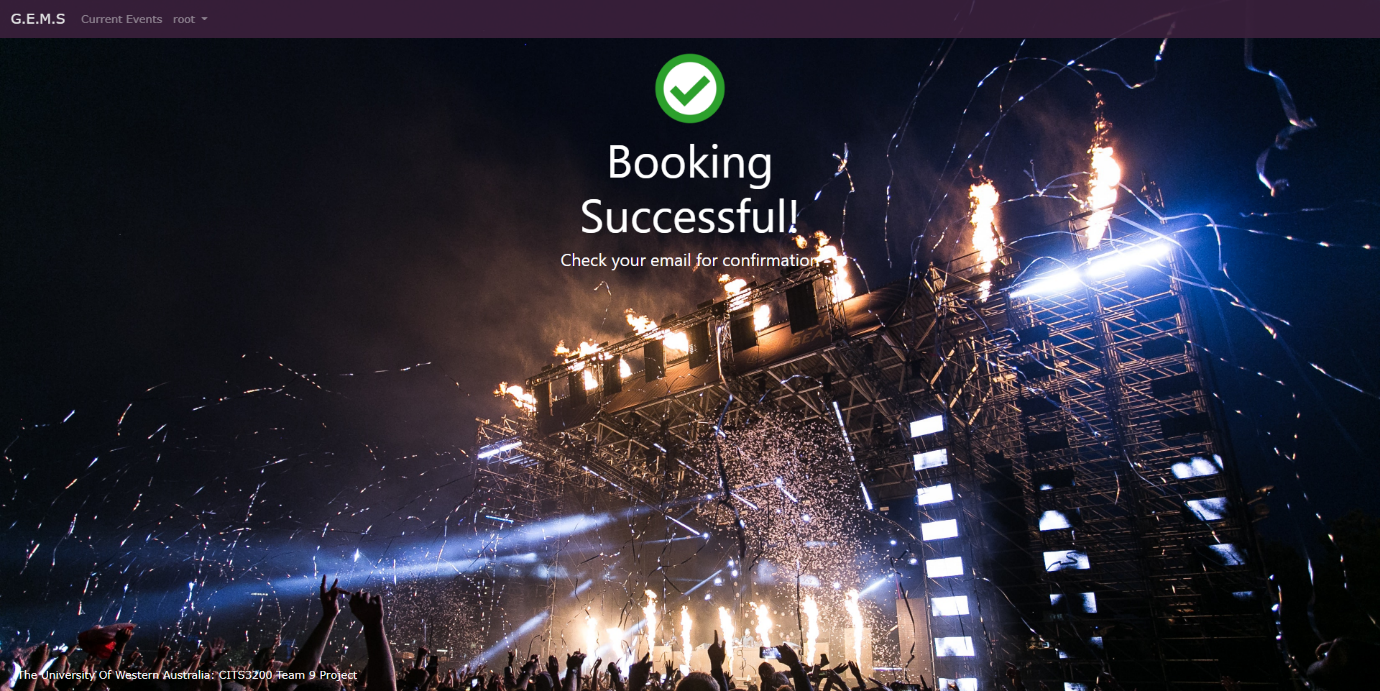 G.E.M.S Current Events root
Booking
Successful!
Check your email for confirmation
The University Of Western Australia: CITS3200 Team 9 Project